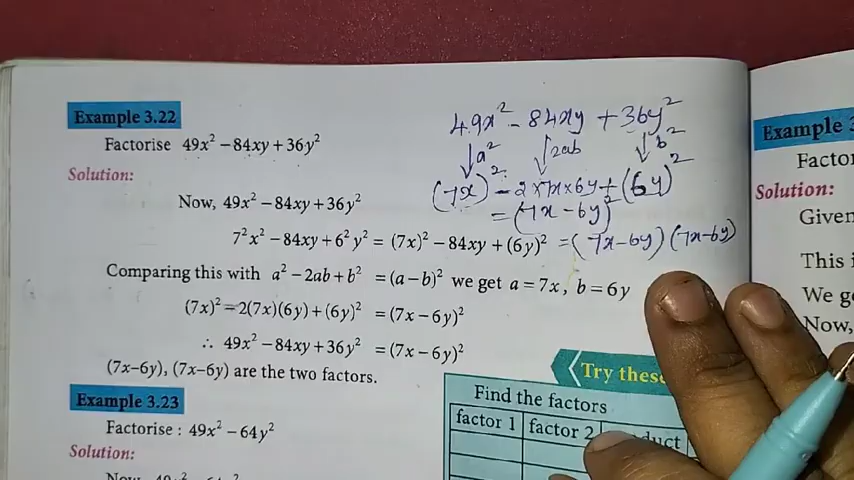 Example 3.22
Factorise 49x² − 84xy + 36y²
Solution:
Now, 49x² − 84xy + 36y²
7²x² − 84xy + 6²y² = (7x)² − 84xy + (6y)²
Comparing this with a² − 2ab + b² = (a − b)² we get a = 7x, b = 6y
(7x)² = 2(7x)(6y) + (6y)² = (7x − 6y)²
∴ 49x² − 84xy + 36y² = (7x − 6y)²
(7x−6y), (7x−6y) are the two factors.
49x² − 84xy + 36y²
↓a² ↓2ab ↓b²
(7x)² − 2×7x×6y + (6y)²
= (7x − 6y)²
= (7x−6y) (7x−6y)
Example 3.23
Factorise : 49x² − 64y²
Solution:
Now,
Try these
Find the factors
factor 1 factor 2
Example
Factor
Solution:
Given
This i
We g
Now,